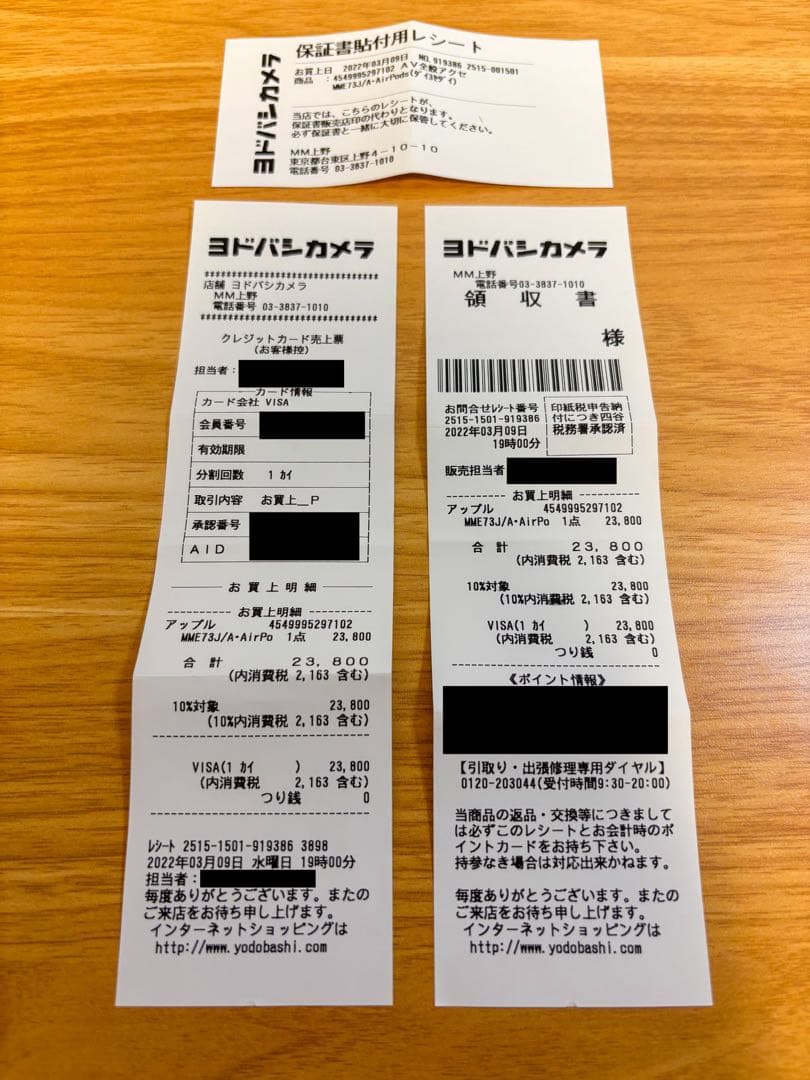 ヨドバシカメラ
保証書貼付用レシート
お買上日 2022年03月09日 NO.919386 2515-001501
商品 :4549995297102 AV全般アクセ
MME73J/A・AirPods(ダイ3セダイ)
当店では、こちらのレシートが、
保証書販売店印の代わりとなります。
必ず保証書と一緒に大切に保管してください。
MM上野
東京都台東区上野4-10-10
電話番号 03-3837-1010
ヨドバシカメラ
********************************
店舗 ヨドバシカメラ
MM上野
電話番号 03-3837-1010
********************************
クレジットカード売上票
(お客様控)
担当者:
カード情報
カード会社 VISA
会員番号
有効期限
分割回数 1 カイ
取引内容 お買上__P
承認番号
AID
お買上明細
お買上明細
アップル 4549995297102
MME73J/A・AirPo 1点 23,800
合計 23,800
(内消費税 2,163 含む)
10%対象 23,800
(10%内消費税 2,163 含む)
VISA(1 カイ ) 23,800
(内消費税 2,163 含む)
つり銭 0
レシート 2515-1501-919386 3898
2022年03月09日 水曜日 19時00分
担当者:
毎度ありがとうございます。またの
ご来店をお待ち申し上げます。
インターネットショッピングは
http://www.yodobashi.com
ヨドバシカメラ
MM上野
電話番号03-3837-1010
領収書
様
お問合せレシート番号
2515-1501-919386
2022年03月09日
19時00分
印紙税申告納
付につき四谷
税務署承認済
販売担当者
お買上明細
アップル 4549995297102
MME73J/A・AirPo 1点 23,800
合計 23,800
(内消費税 2,163 含む)
10%対象 23,800
(10%内消費税 2,163 含む)
VISA(1 カイ ) 23,800
(内消費税 2,163 含む)
つり銭 0
《ポイント情報》
【引取り・出張修理専用ダイヤル】
0120-203044(受付時間9:30-20:00)
当商品の返品・交換等につきまして
は必ずこのレシートとお会計時のポ
イントカードをお持ち下さい。
持参なき場合は対応出来かねます。
毎度ありがとうございます。またの
ご来店をお待ち申し上げます。
インターネットショッピングは
http://www.yodobashi.com